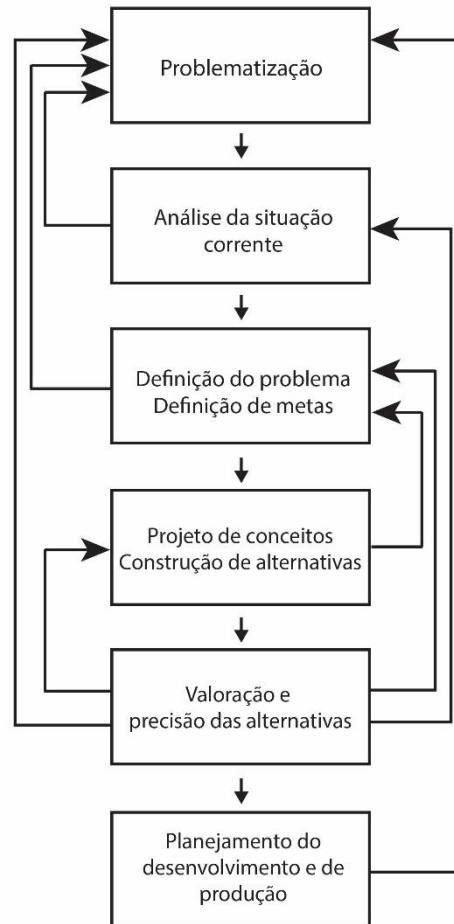 Problematização
Análise da situação
corrente
Definição do problema
Definição de metas
Projeto de conceitos
Construção de alternativas
Valoração e
precisão das alternativas
Planejamento do
desenvolvimento e de
produção